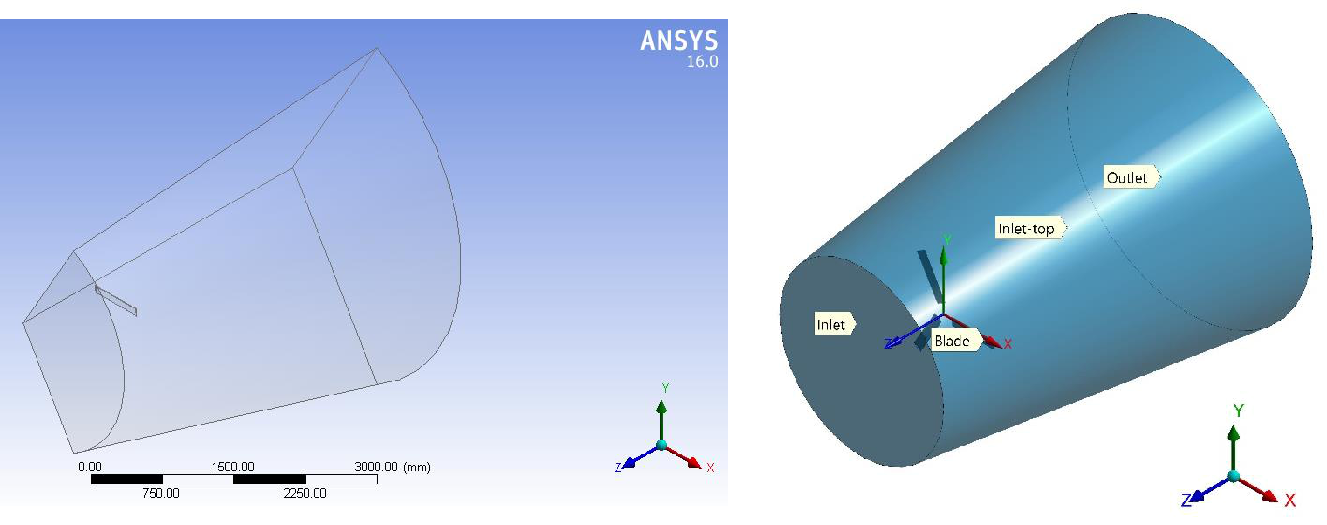 ANSYS
16.0
0.00
1500.00
3000.00 (mm)
750.00
2250.00
Y
Z
X
Outlet
Inlet-top
Y
Inlet
Z
Blade
X
Y
Z
X